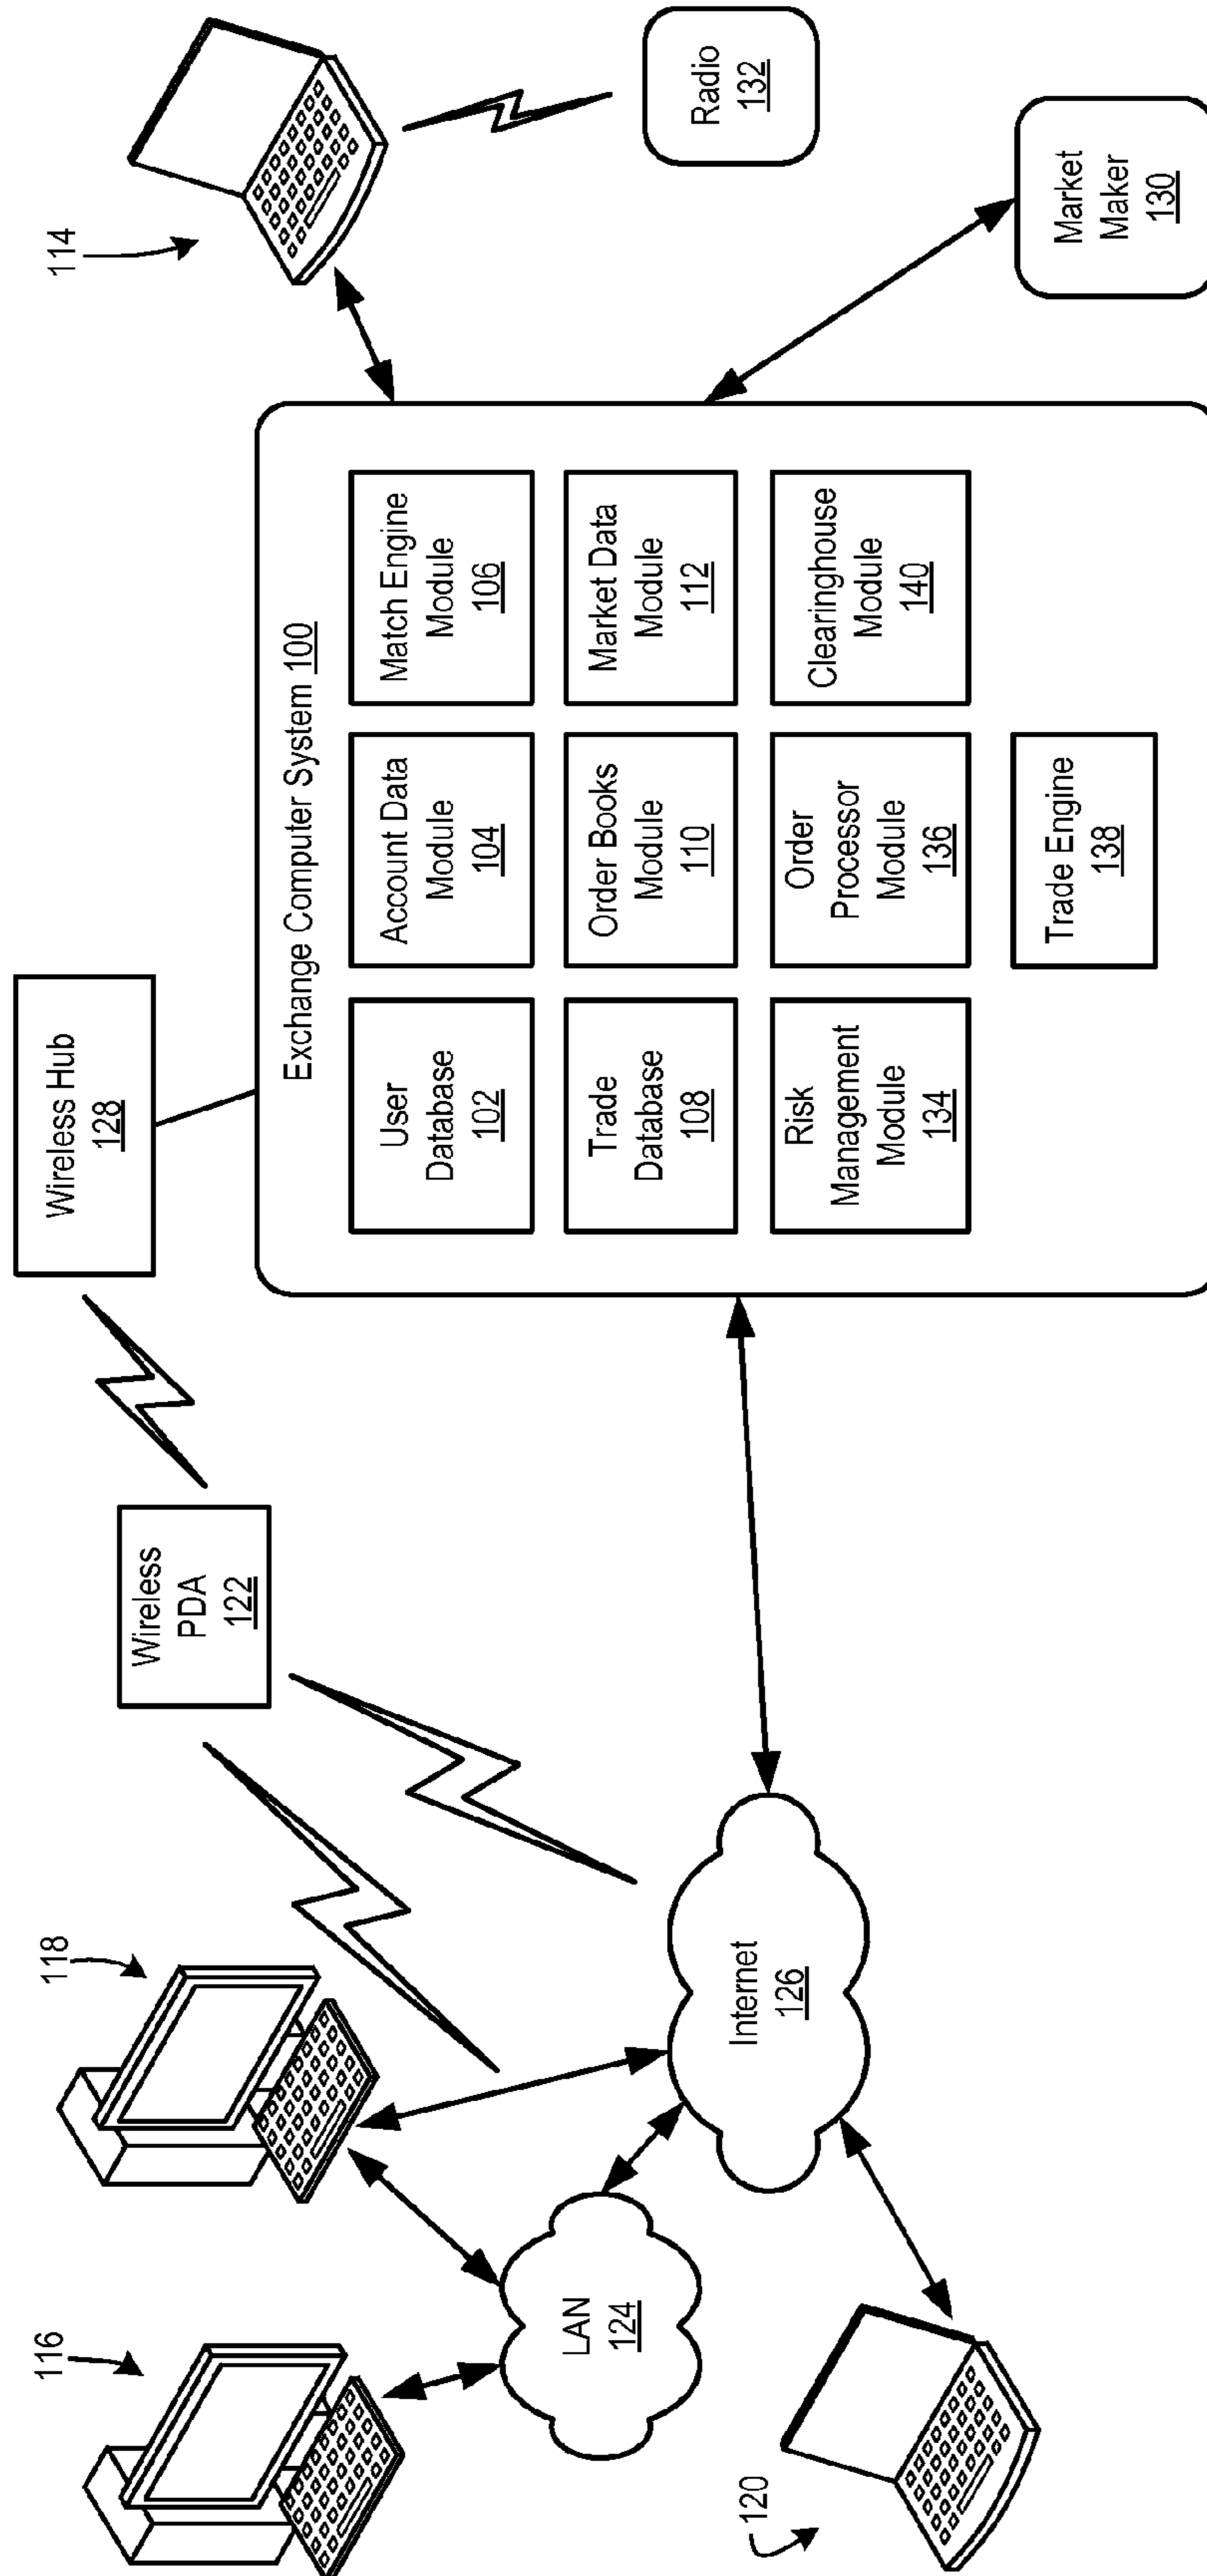 116
118
Wireless
PDA
122
Wireless Hub
128
114
LAN
124
120
Internet
126
Exchange Computer System 100
User
Database
102
Account Data
Module
104
Match Engine
Module
106
Trade
Database
108
Order Books
Module
110
Market Data
Module
112
Risk
Management
Module
134
Order
Processor
Module
136
Clearinghouse
Module
140
Trade Engine
138
Radio
132
Market
Maker
130